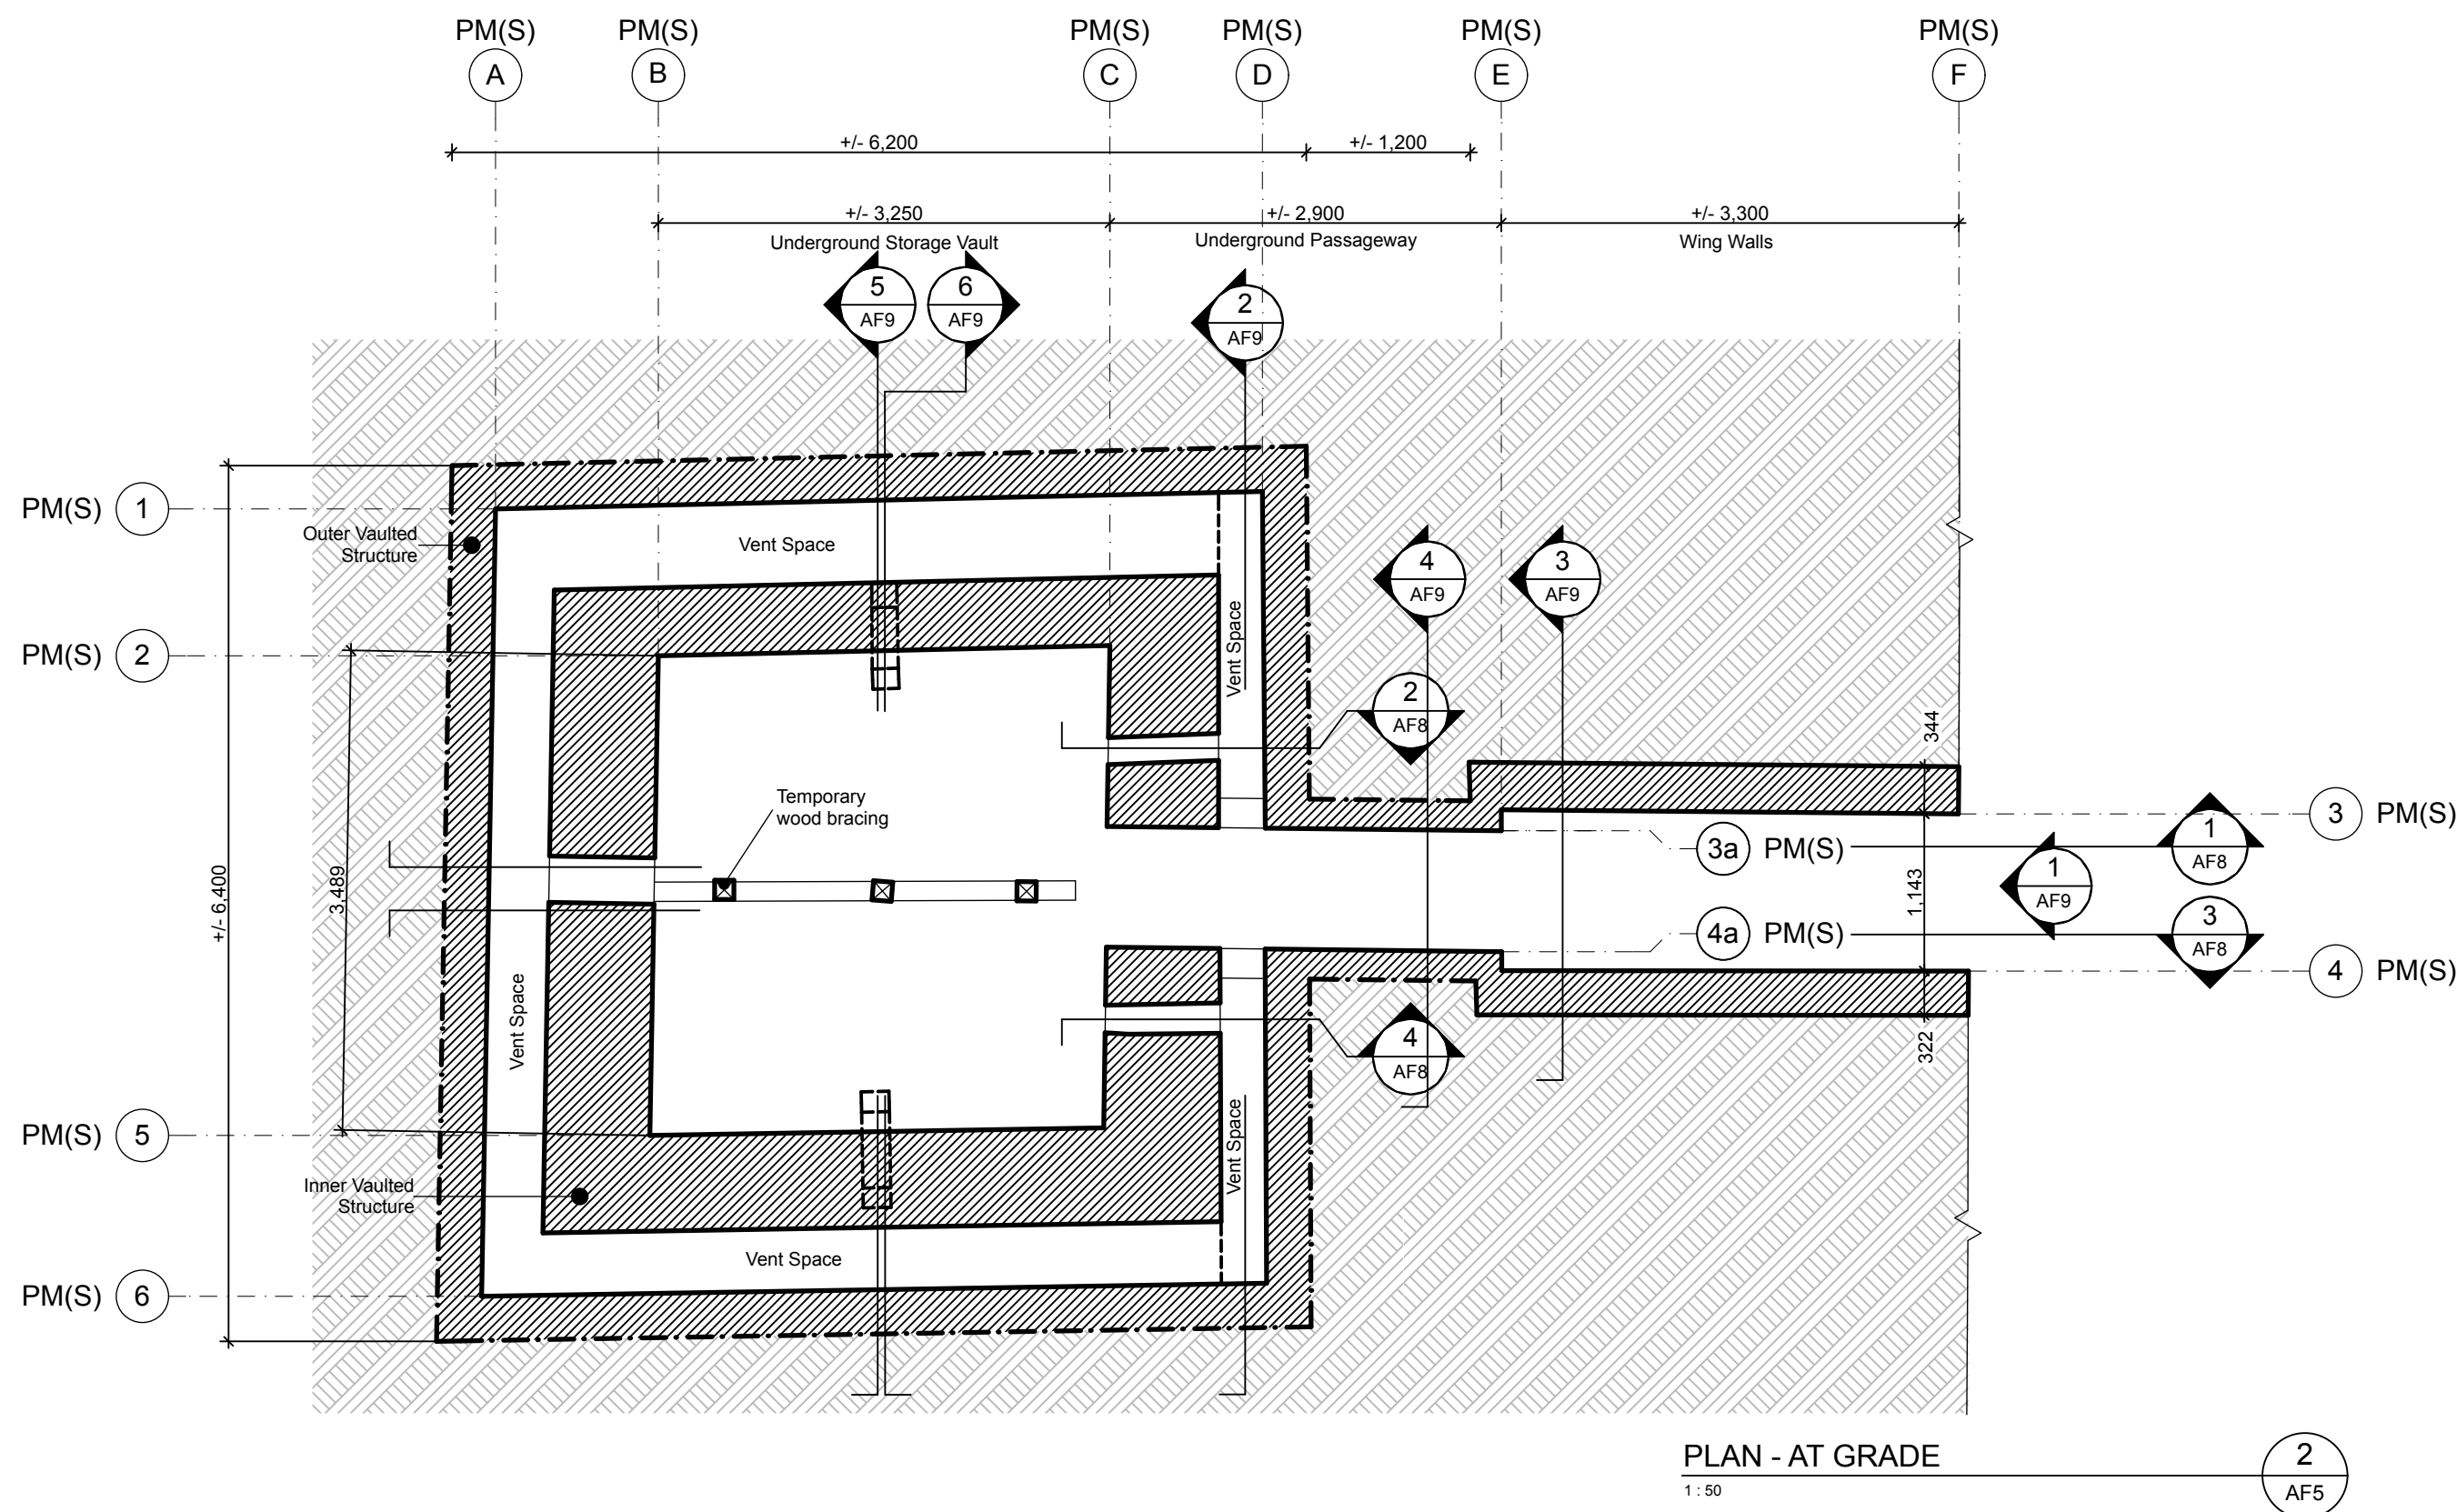 PM(S) PM(S) PM(S) PM(S) PM(S) PM(S)
A B C D E F
+/- 6,200 +/- 1,200
+/- 3,250 +/- 2,900 +/- 3,300
Underground Storage Vault Underground Passageway Wing Walls
5 6 2
AF9 AF9 AF9
PM(S) 1
Outer Vaulted
Structure
Vent Space
4 3
AF9 AF9
PM(S) 2
Vent Space
2
AF8
344
Temporary
wood bracing
3 PM(S)
3a PM(S)
1
AF8
+/- 6,400
3,489
1,143
1
AF9
4a PM(S)
3
AF8
4 PM(S)
Vent Space
4
AF8
322
PM(S) 5
Vent Space
Inner Vaulted
Structure
Vent Space
PM(S) 6
PLAN - AT GRADE
1 : 50
2
AF5